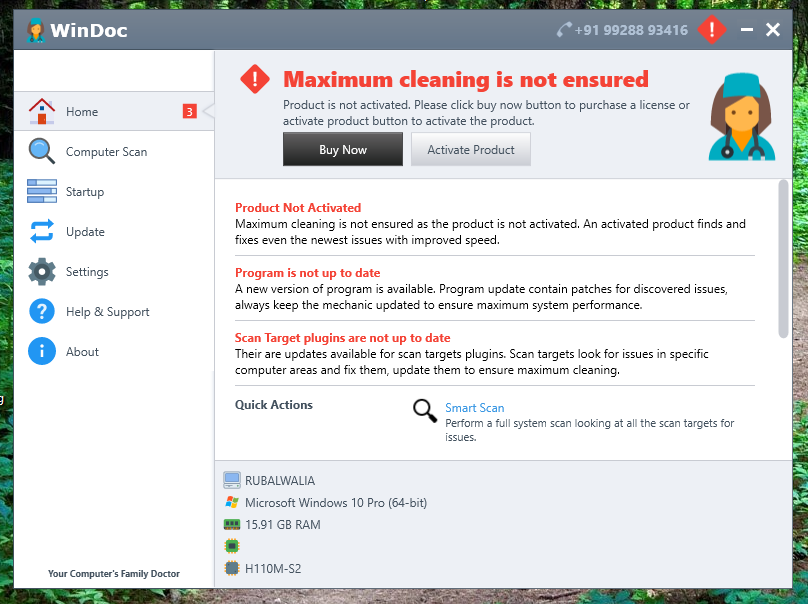 WinDoc
+91 99288 93416
Home
3
Computer Scan
Startup
Update
Settings
Help & Support
About
Your Computer's Family Doctor
Maximum cleaning is not ensured
Product is not activated. Please click buy now button to purchase a license or
activate product button to activate the product.
Buy Now
Activate Product
Product Not Activated
Maximum cleaning is not ensured as the product is not activated. An activated product finds and
fixes even the newest issues with improved speed.
Program is not up to date
A new version of program is available. Program update contain patches for discovered issues,
always keep the mechanic updated to ensure maximum system performance.
Scan Target plugins are not up to date
Their are updates available for scan targets plugins. Scan targets look for issues in specific
computer areas and fix them, update them to ensure maximum cleaning.
Quick Actions
Smart Scan
Perform a full system scan looking at all the scan targets for
issues.
RUBALWALIA
Microsoft Windows 10 Pro (64-bit)
15.91 GB RAM
H110M-S2
g